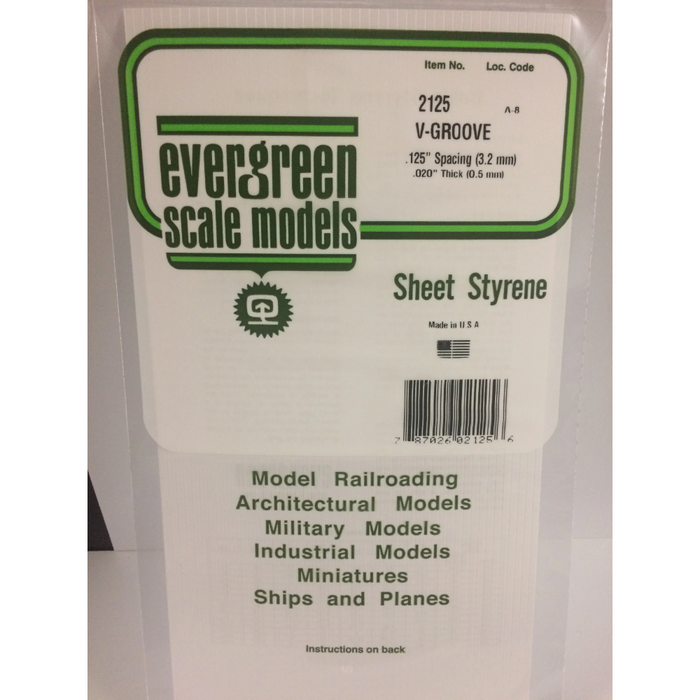 Item No. Loc. Code
2125 A-8
V-GROOVE
.125" Spacing (3.2 mm)
.020" Thick (0.5 mm)
evergreen
scale models
Sheet Styrene
Made in U S A
7 87026 02125 6
Model Railroading
Architectural Models
Military Models
Industrial Models
Miniatures
Ships and Planes
Instructions on back